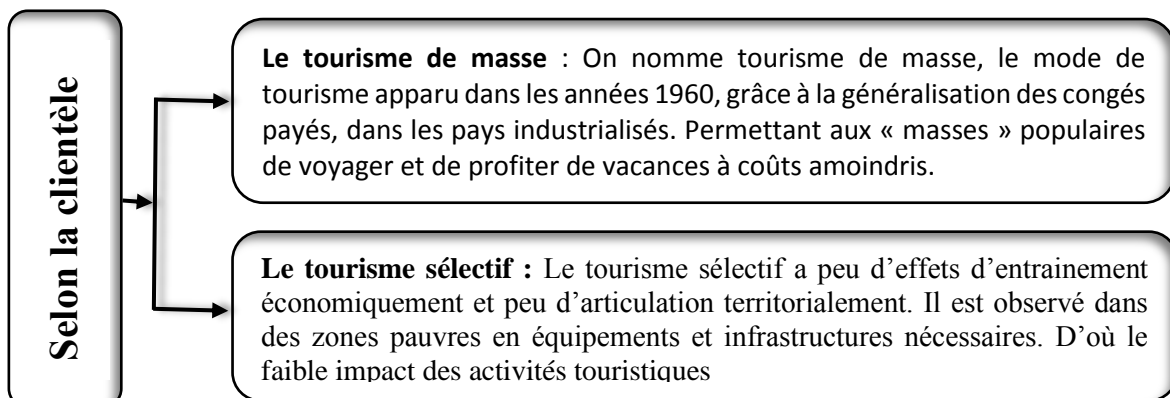 Selon la clientèle
Le tourisme de masse : On nomme tourisme de masse, le mode de
tourisme apparu dans les années 1960, grâce à la généralisation des congés
payés, dans les pays industrialisés. Permettant aux « masses » populaires
de voyager et de profiter de vacances à coûts amoindris.
Le tourisme sélectif : Le tourisme sélectif a peu d’effets d’entrainement
économiquement et peu d’articulation territorialement. Il est observé dans
des zones pauvres en équipements et infrastructures nécessaires. D’où le
faible impact des activités touristiques